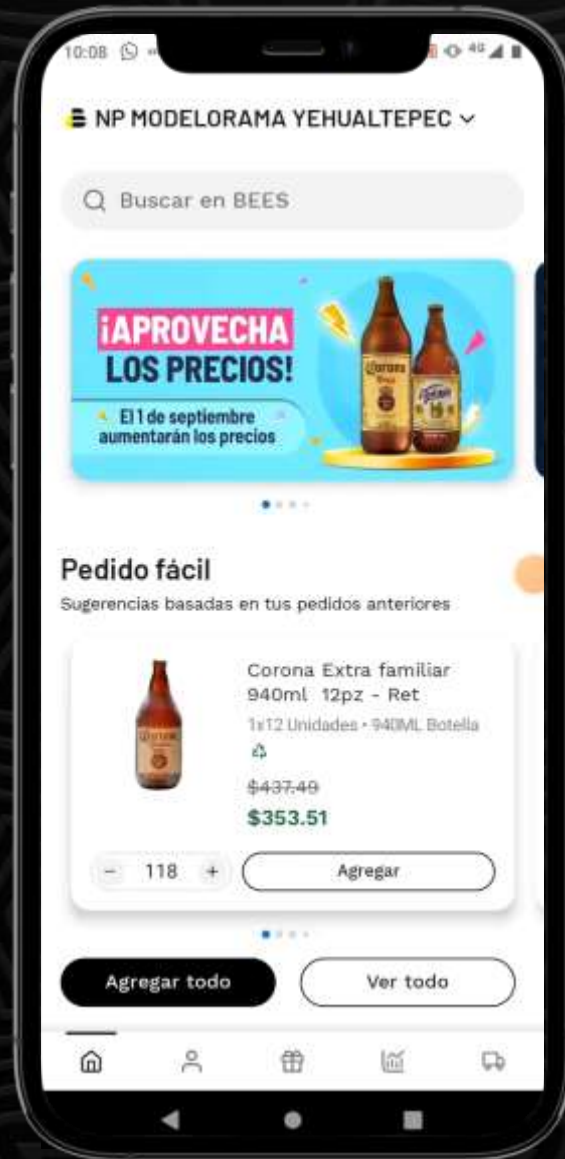 10:08
4G
NP MODELORAMA YEHUALTEPEC
Buscar en BEES
¡APROVECHA
LOS PRECIOS!
El 1 de septiembre
aumentarán los precios
Corona
Pedido fácil
Sugerencias basadas en tus pedidos anteriores
Corona Extra familiar
940ml 12pz - Ret
1x12 Unidades • 940ML Botella
$437.49
$353.51
- 118 +
Agregar
Agregar todo
Ver todo